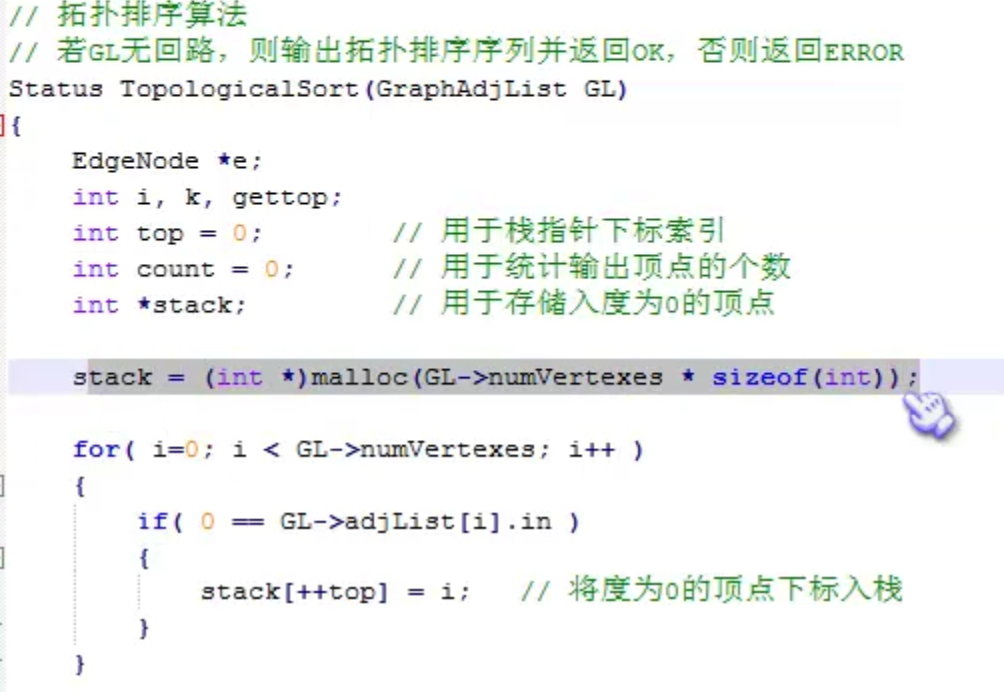 // 拓扑排序算法
// 若GL无回路，则输出拓扑排序序列并返回OK，否则返回ERROR
Status TopologicalSort(GraphAdjList GL)
{
    EdgeNode *e;
    int i, k, gettop;
    int top = 0;        // 用于栈指针下标索引
    int count = 0;      // 用于统计输出顶点的个数
    int *stack;         // 用于存储入度为0的顶点
    stack = (int *)malloc(GL->numVertexes * sizeof(int));
    for( i=0; i < GL->numVertexes; i++ )
    {
        if( 0 == GL->adjList[i].in )
        {
            stack[++top] = i;   // 将度为0的顶点下标入栈
        }
    }